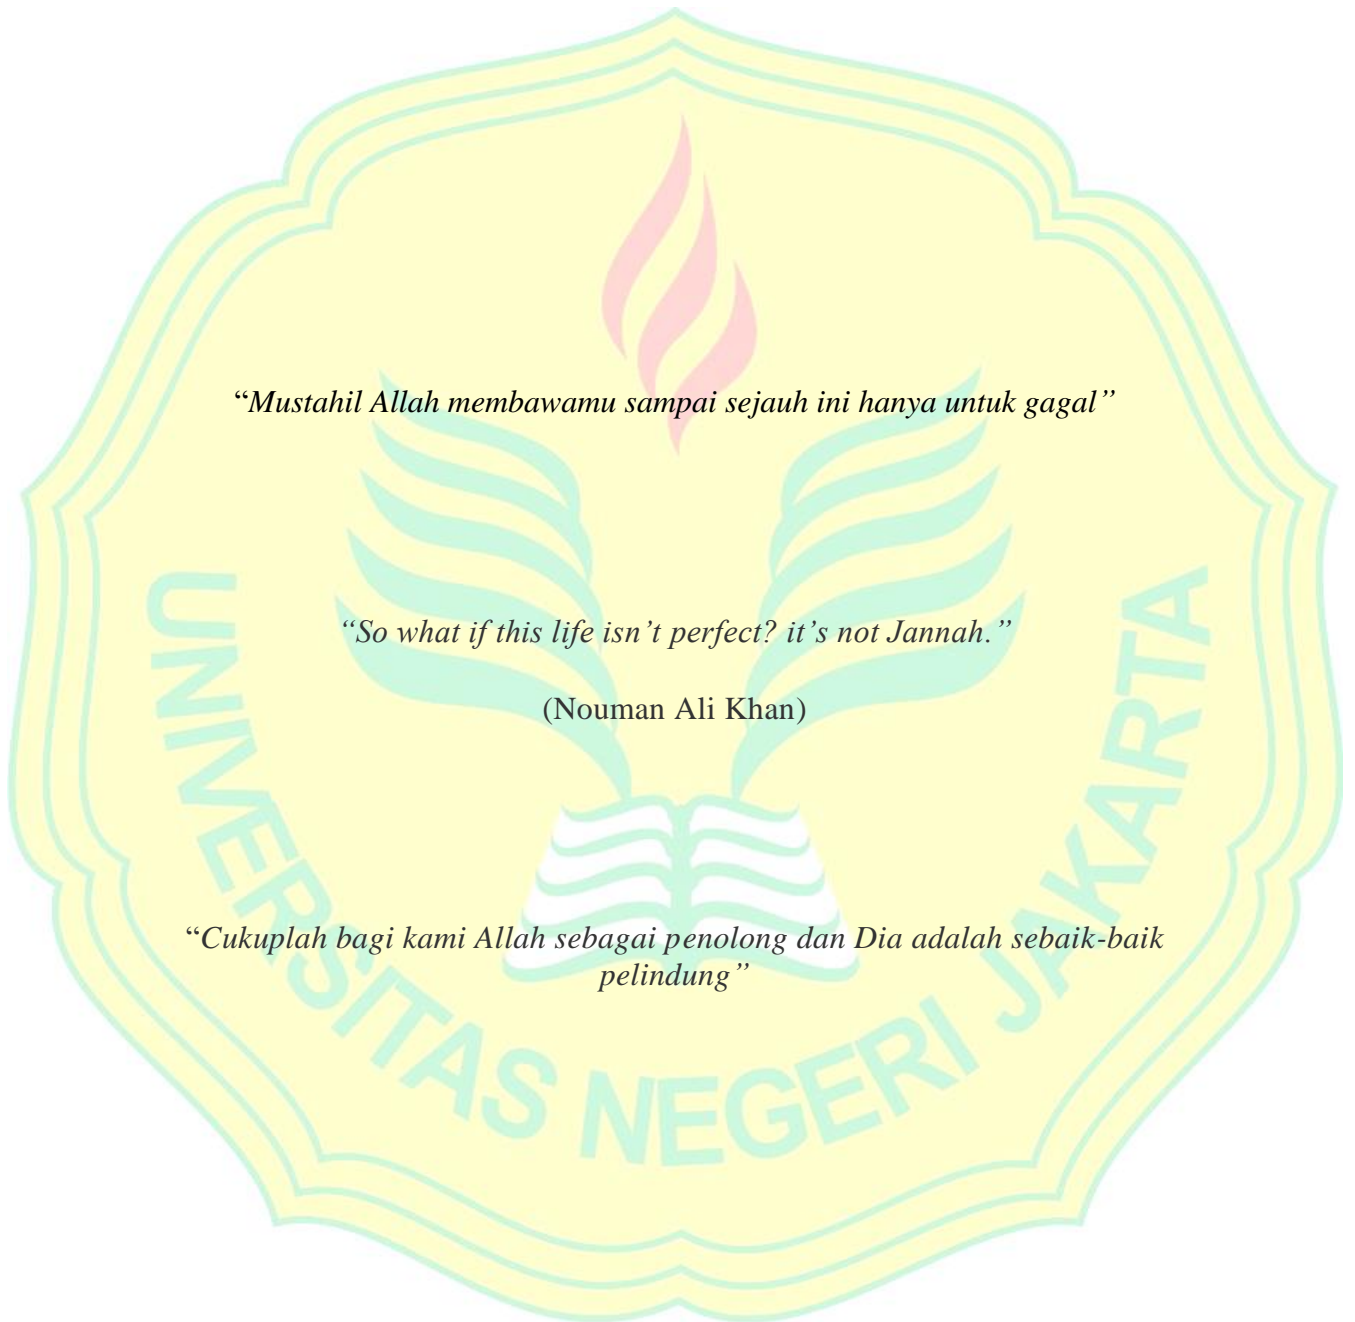 “Mustahil Allah membawamu sampai sejauh ini hanya untuk gagal”
“So what if this life isn’t perfect? it’s not Jannah.”
(Nouman Ali Khan)
“Cukuplah bagi kami Allah sebagai penolong dan Dia adalah sebaik-baik
pelindung”
UNIVERSITAS NEGERI JAKARTA